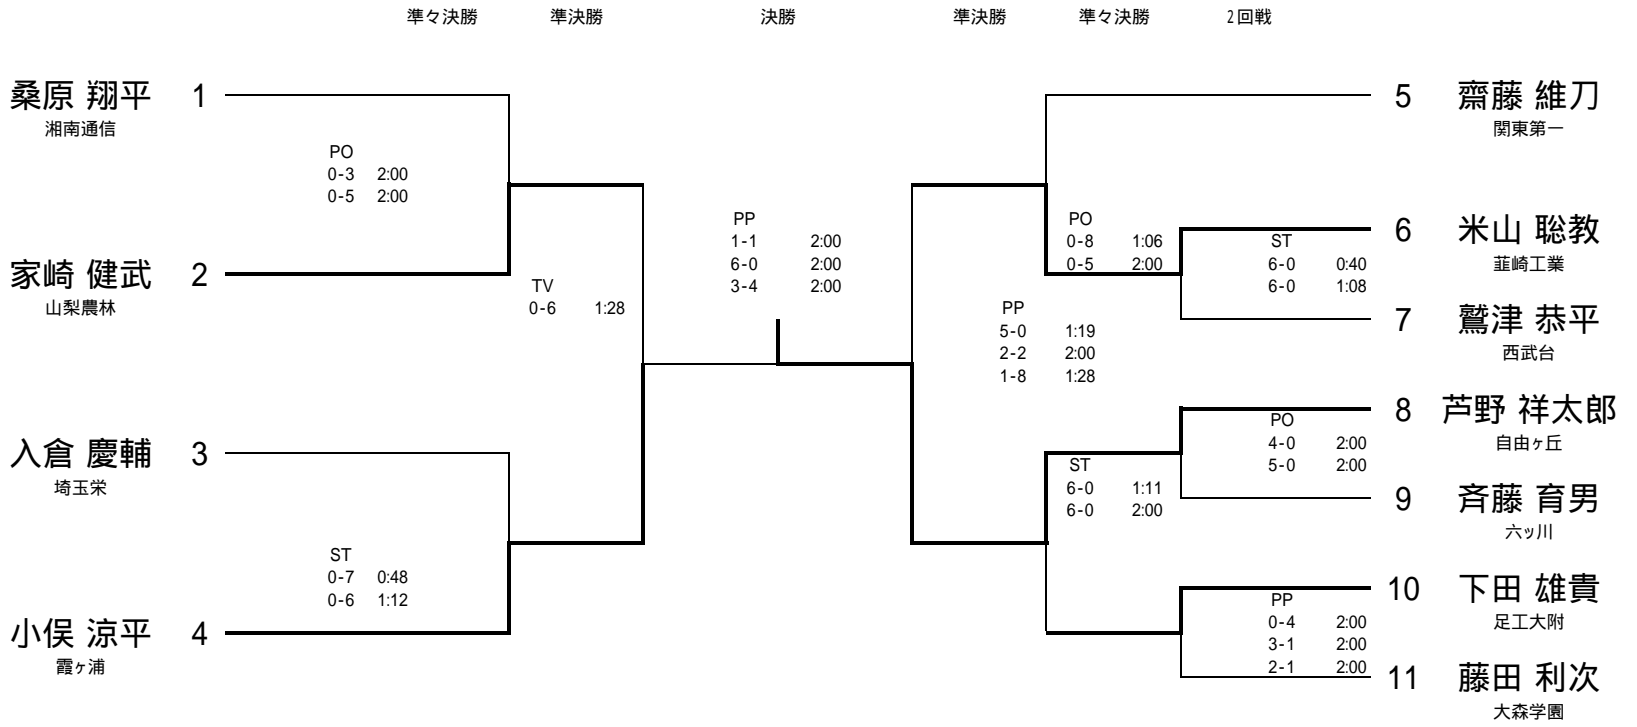 準々決勝 準決勝 決勝 準決勝 準々決勝 2回戦
桑原 翔平 1
湘南通信
PO
0-3 2:00
0-5 2:00
家崎 健武 2
山梨農林
TV
0-6 1:28
入倉 慶輔 3
埼玉栄
ST
0-7 0:48
0-6 1:12
小俣 涼平 4
霞ヶ浦
PP
1-1 2:00
6-0 2:00
3-4 2:00
PP
5-0 1:19
2-2 2:00
1-8 1:28
PO
0-8 1:06
0-5 2:00
ST
6-0 1:11
6-0 2:00
5 齋藤 維刀
関東第一
6 米山 聡教
韮崎工業
ST
6-0 0:40
6-0 1:08
7 鷲津 恭平
西武台
8 芦野 祥太郎
自由ヶ丘
PO
4-0 2:00
5-0 2:00
9 斉藤 育男
六ッ川
10 下田 雄貴
足工大附
PP
0-4 2:00
3-1 2:00
2-1 2:00
11 藤田 利次
大森学園